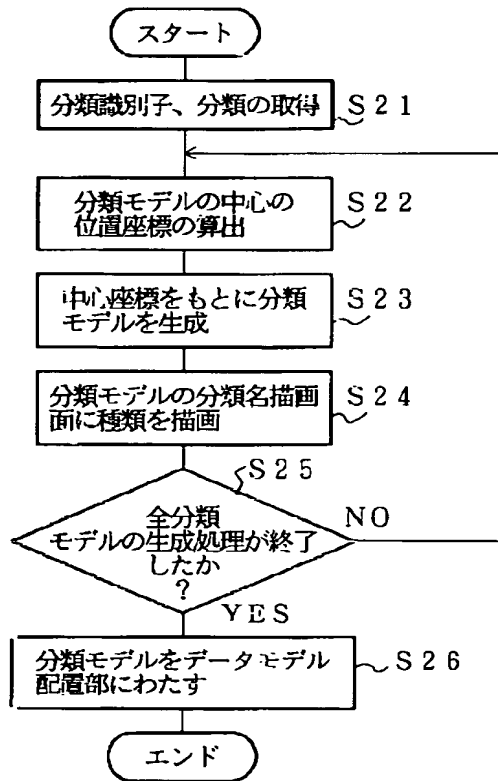 スタート
分類識別子、分類の取得
S21
分類モデルの中心の
位置座標の算出
S22
中心座標をもとに分類
モデルを生成
S23
分類モデルの分類名描画
面に種類を描画
S24
S25
全分類
モデルの生成処理が終了
したか
?
NO
YES
分類モデルをデータモデル
配置部にわたす
S26
エンド